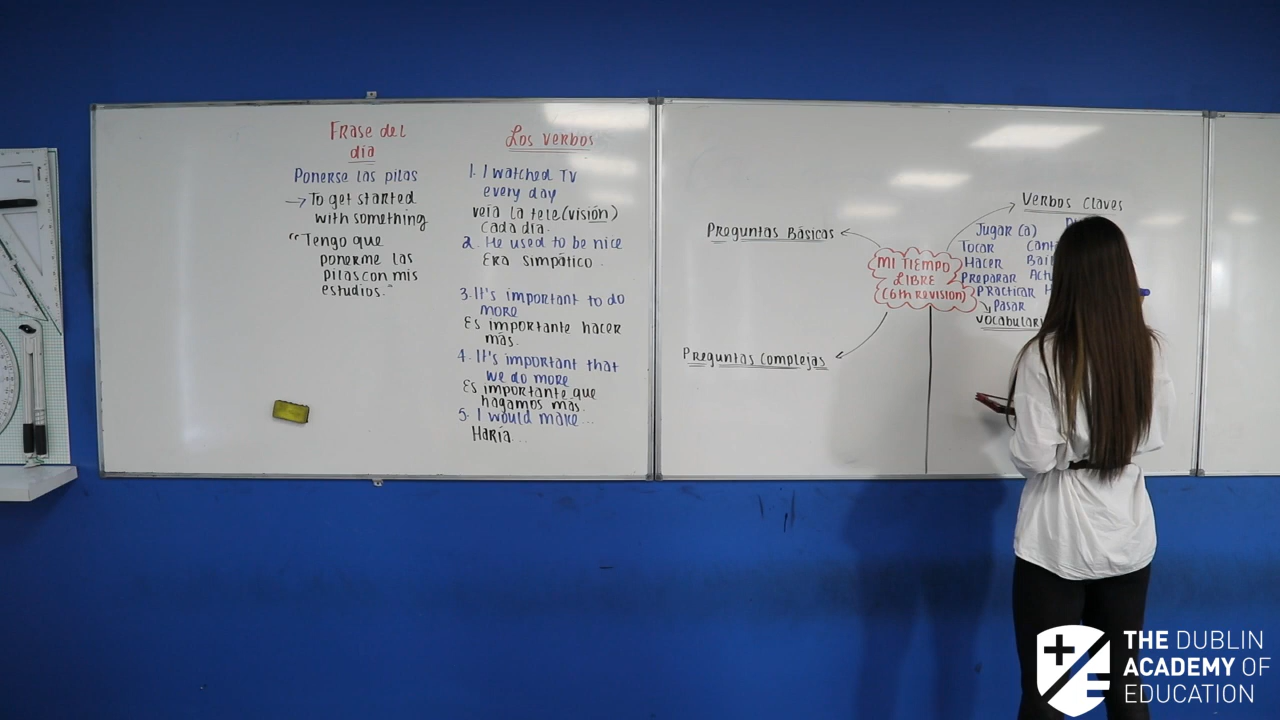 Frase del
día
Ponerse las pilas
→ To get started
with something
"Tengo que
ponerme las
pilas con mis
estudios."
Los verbos
1. I watched TV
every day
veía la tele(visión)
cada día.
2. He used to be nice
Era simpático.
3. It's important to do
more
Es importante hacer
más.
4. It's important that
we do more
Es importante que
hagamos más.
5. I would make...
Haría...
Preguntas Básicas
Preguntas Complejas
MI TIEMPO
LIBRE
(6th revision)
Verbos Claves
Jugar (a)
Tocar
Hacer
Preparar
Practicar
Pasar
THE DUBLIN
ACADEMY OF
EDUCATION